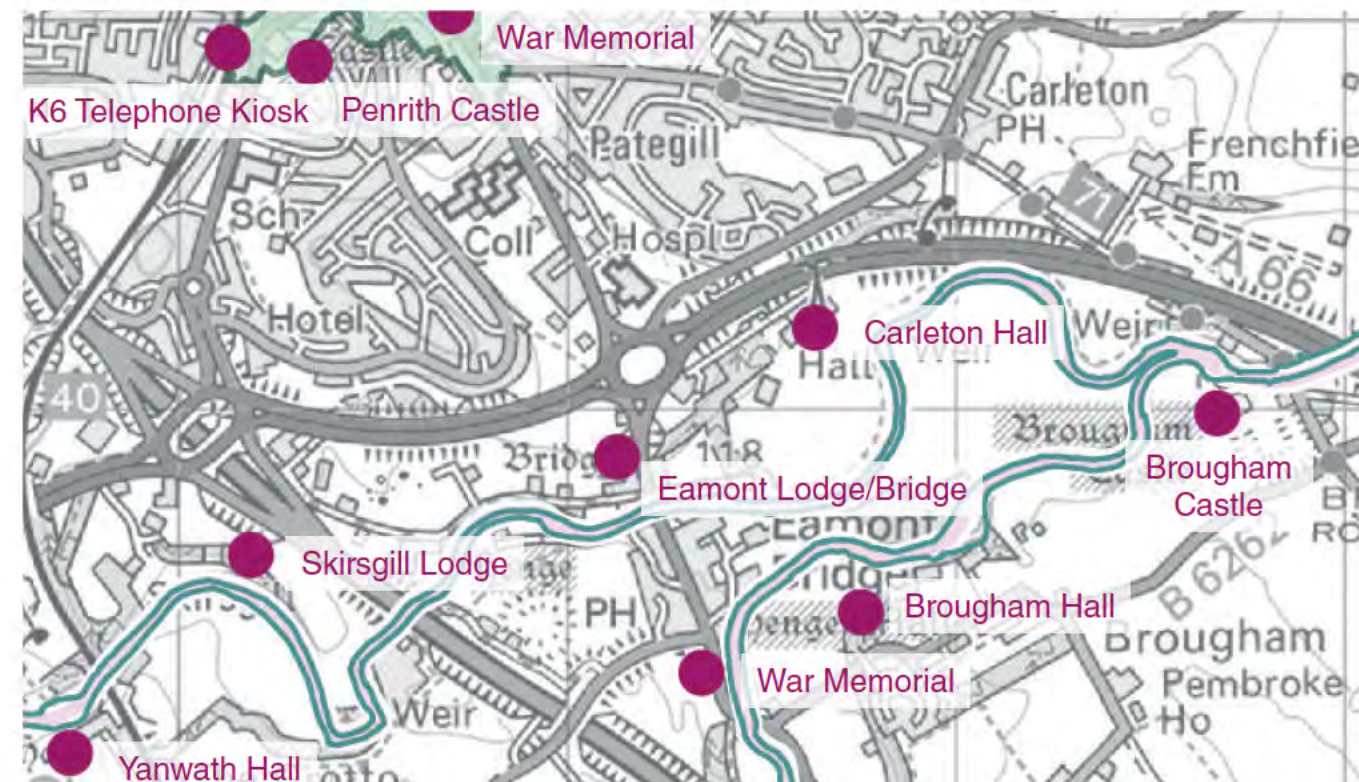 War Memorial
K6 Telephone Kiosk
Penrith Castle
Carleton
PH
Pategill
Frenchfie
Fm
71
Sch
Coll
Hospl
A 66
Hotel
Carleton Hall
Weir
Hall
40
118
Brougham
Castle
Eamont Lodge/Bridge
Eamont
Bridge
Skirsgill Lodge
PH
Brougham Hall
B 6262
Brougham
War Memorial
Pembroke
Ho
Weir
Yanwath Hall